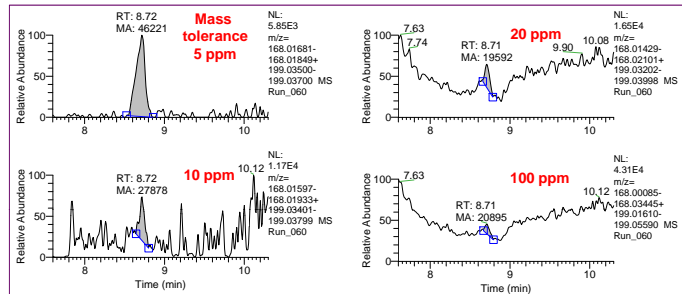 Mass
tolerance
5 ppm
RT: 8.72
MA: 46221
NL:
5.85E3
m/z=
168.01681-
168.01849+
199.03500-
199.03700 MS
Run_060
Relative Abundance
100
50
0
8
9
10
20 ppm
7.63
7.74
RT: 8.71
MA: 19592
9.90
10.08
NL:
1.65E4
m/z=
168.01429-
168.02101+
199.03202-
199.03998 MS
Run_060
Relative Abundance
100
50
0
8
9
10
10 ppm
RT: 8.72
MA: 27878
10.12
NL:
1.17E4
m/z=
168.01597-
168.01933+
199.03401-
199.03799 MS
Run_060
Relative Abundance
100
50
0
8
9
10
Time (min)
100 ppm
7.63
RT: 8.71
MA: 20895
10.12
NL:
4.31E4
m/z=
168.00085-
168.03445+
199.01610-
199.05590 MS
Run_060
Relative Abundance
100
50
0
8
9
10
Time (min)